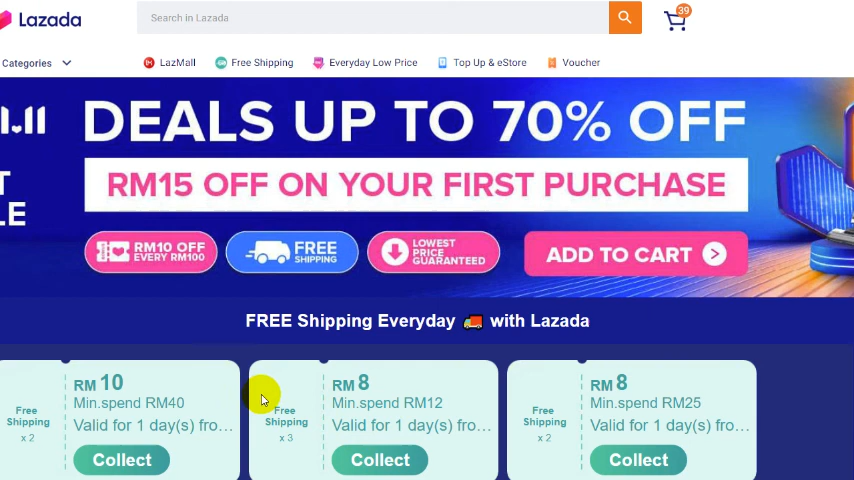 Lazada
Search in Lazada
39
Categories
LazMall
Free Shipping
Everyday Low Price
Top Up & eStore
Voucher
DEALS UP TO 70% OFF
RM15 OFF ON YOUR FIRST PURCHASE
RM10 OFF
EVERY RM100
FREE
SHIPPING
LOWEST
PRICE
GUARANTEED
ADD TO CART
FREE Shipping Everyday 🚚 with Lazada
Free
Shipping
x 2
RM 10
Min.spend RM40
Valid for 1 day(s) fro...
Collect
Free
Shipping
x 3
RM 8
Min.spend RM12
Valid for 1 day(s) fro...
Collect
Free
Shipping
x 2
RM 8
Min.spend RM25
Valid for 1 day(s) fro...
Collect